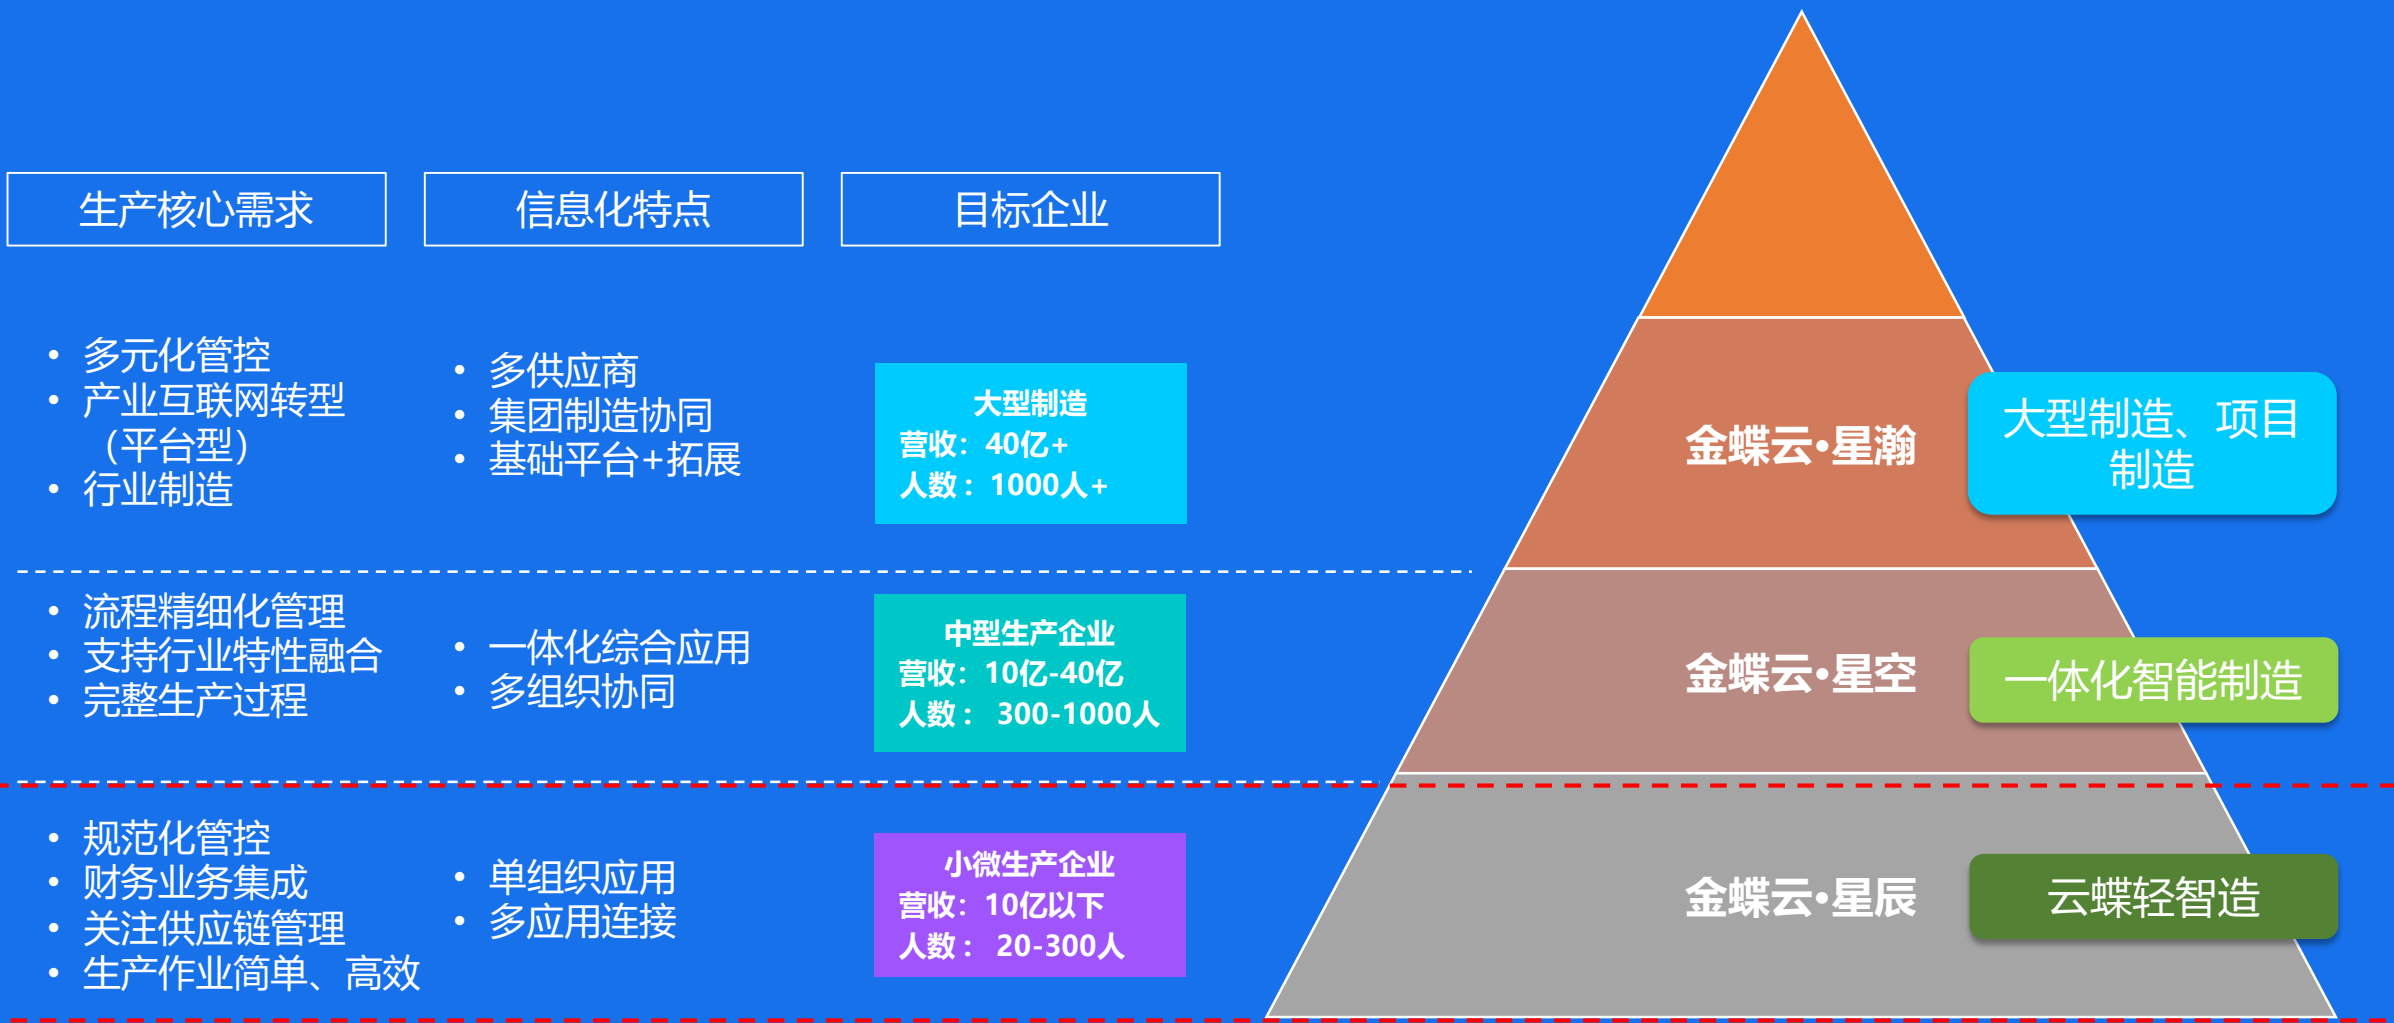 生产核心需求
信息化特点
目标企业
• 多元化管控
• 产业互联网转型
（平台型）
• 行业制造
• 多供应商
• 集团制造协同
• 基础平台+拓展
大型制造
营收：40亿+
人数：1000人+
金蝶云·星瀚
大型制造、项目
制造
• 流程精细化管理
• 支持行业特性融合
• 完整生产过程
• 一体化综合应用
• 多组织协同
中型生产企业
营收：10亿-40亿
人数： 300-1000人
金蝶云·星空
一体化智能制造
• 规范化管控
• 财务业务集成
• 关注供应链管理
• 生产作业简单、高效
• 单组织应用
• 多应用连接
小微生产企业
营收：10亿以下
人数： 20-300人
金蝶云·星辰
云蝶轻智造